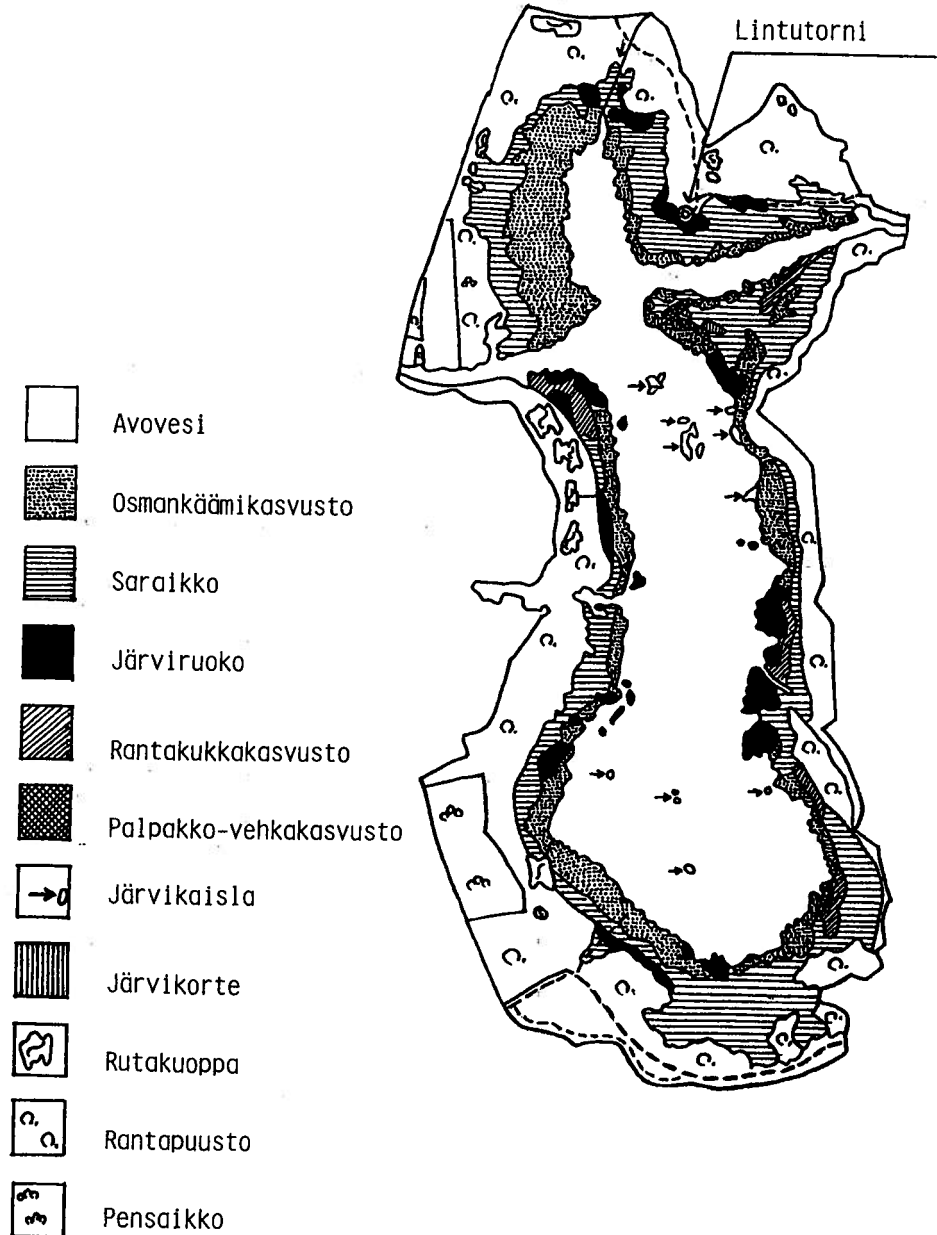 Lintutorni
Avovesi
Osmankäämikasvusto
Saraikko
Järviruoko
Rantakukkakasvusto
Palpakko-vehkakasvusto
Järvikaisla
Järvikorte
Rutakuoppa
Rantapuusto
Pensaikko